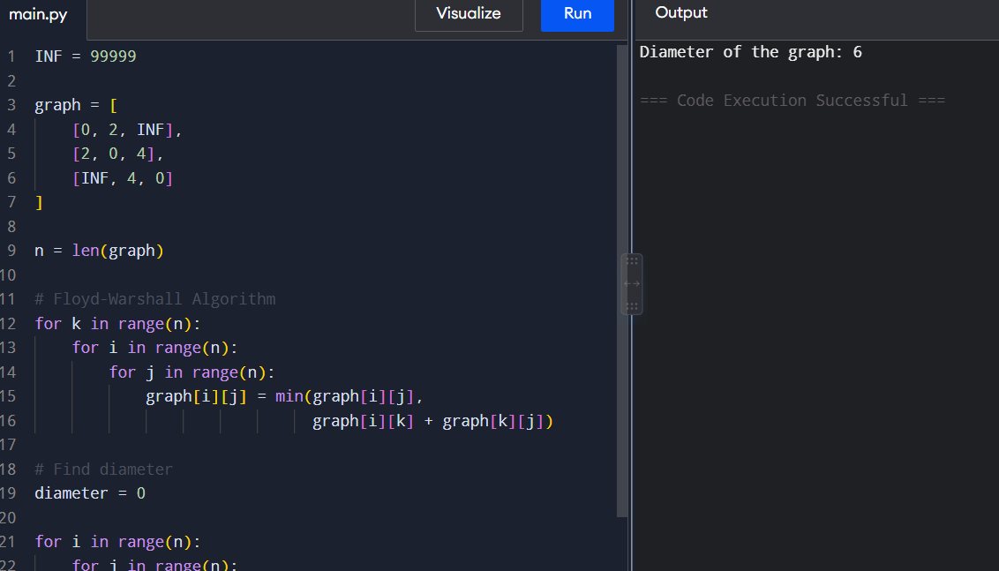 main.py
Visualize
Run
Output
1 INF = 99999
2
3 graph = [
4     [0, 2, INF],
5     [2, 0, 4],
6     [INF, 4, 0]
7 ]
8
9 n = len(graph)
10
11 # Floyd-Warshall Algorithm
12 for k in range(n):
13     for i in range(n):
14         for j in range(n):
15             graph[i][j] = min(graph[i][j],
16                               graph[i][k] + graph[k][j])
17
18 # Find diameter
19 diameter = 0
20
21 for i in range(n):
22     for j in range(n):
Diameter of the graph: 6
=== Code Execution Successful ===